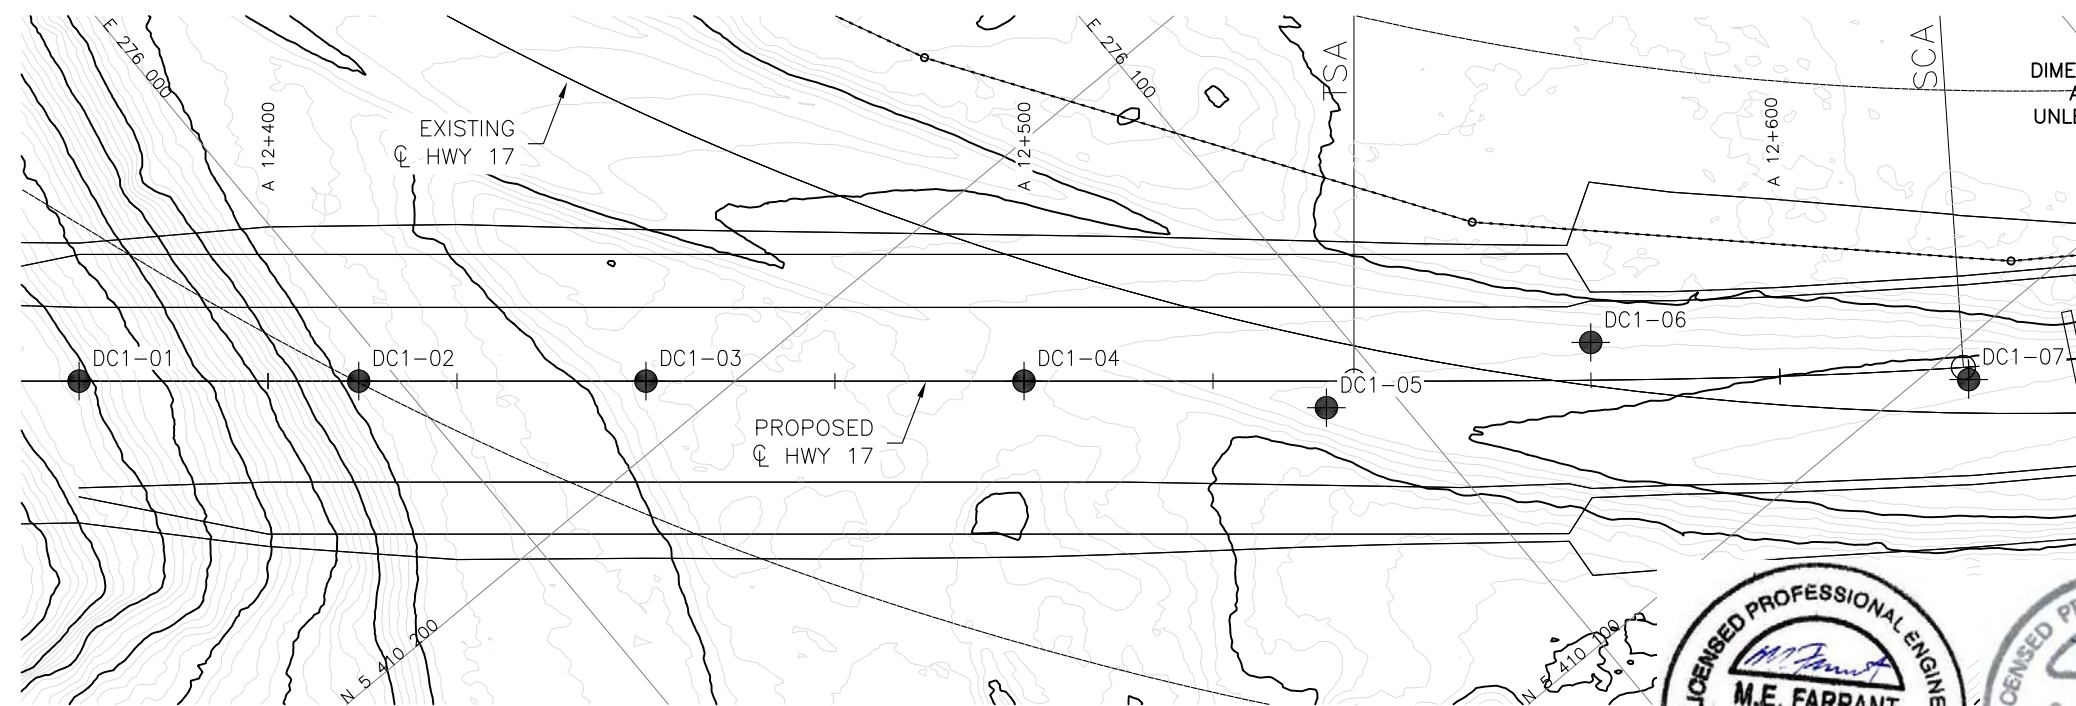 E 276 000
A 12+400
EXISTING
℄ HWY 17
A 12+500
E 276 100
TSA
A 12+600
SCA
DIME
A
UNLE
DC1-01
DC1-02
DC1-03
DC1-04
DC1-05
DC1-06
DC1-07
PROPOSED
℄ HWY 17
N 5 410 200
N 5 410 100
LICENSED PROFESSIONAL ENGINE
M.E. FARRANT
CENSED P